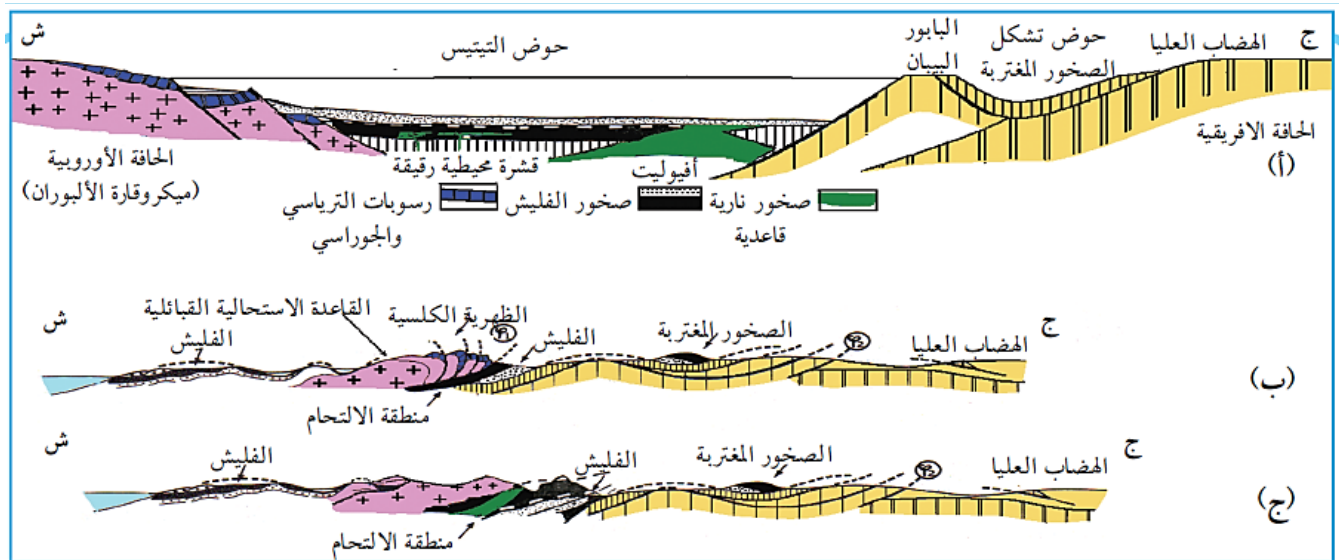 ش
حوض التيتيس
البابور
البيبان
حوض تشكل
الصخور المغتربة
الهضاب العليا
ج
الحافة الافريقية
(أ)
الحافة الأوروبية
(ميكروقارة الألبوران)
قشرة محيطية رقيقة
أفيوليت
صخور نارية
قاعدية
صخور الفليش
رسوبات الترياسي
والجوراسي
ش
الفليش
القاعدة الاستحالية القبائلية
الظهرية الكلسية
الفليش
الصخور المغتربة
الهضاب العليا
ج
منطقة الالتحام
(ب)
ش
الفليش
الفليش
الصخور المغتربة
الهضاب العليا
ج
منطقة الالتحام
(ج)